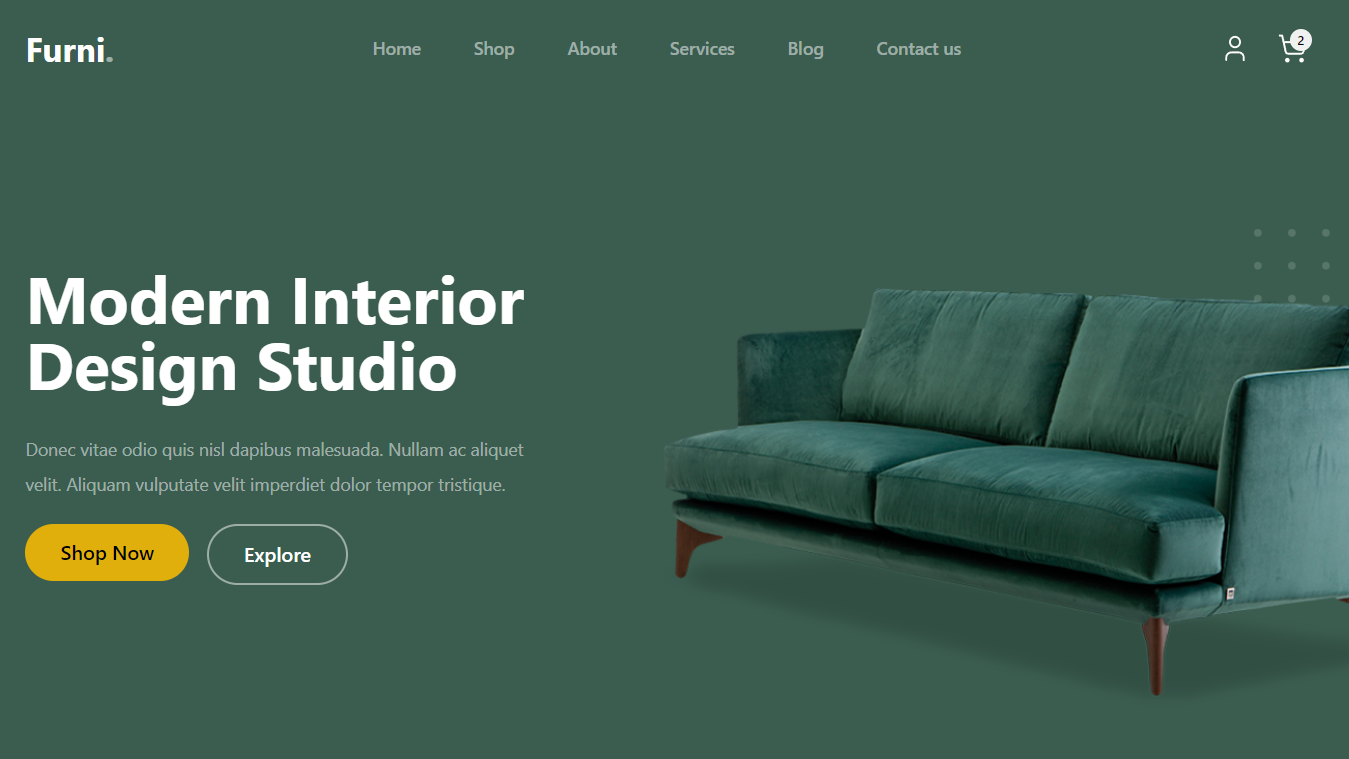 Furni.
Home Shop About Services Blog Contact us
2
Modern Interior
Design Studio
Donec vitae odio quis nisl dapibus malesuada. Nullam ac aliquet
velit. Aliquam vulputate velit imperdiet dolor tempor tristique.
Shop Now Explore